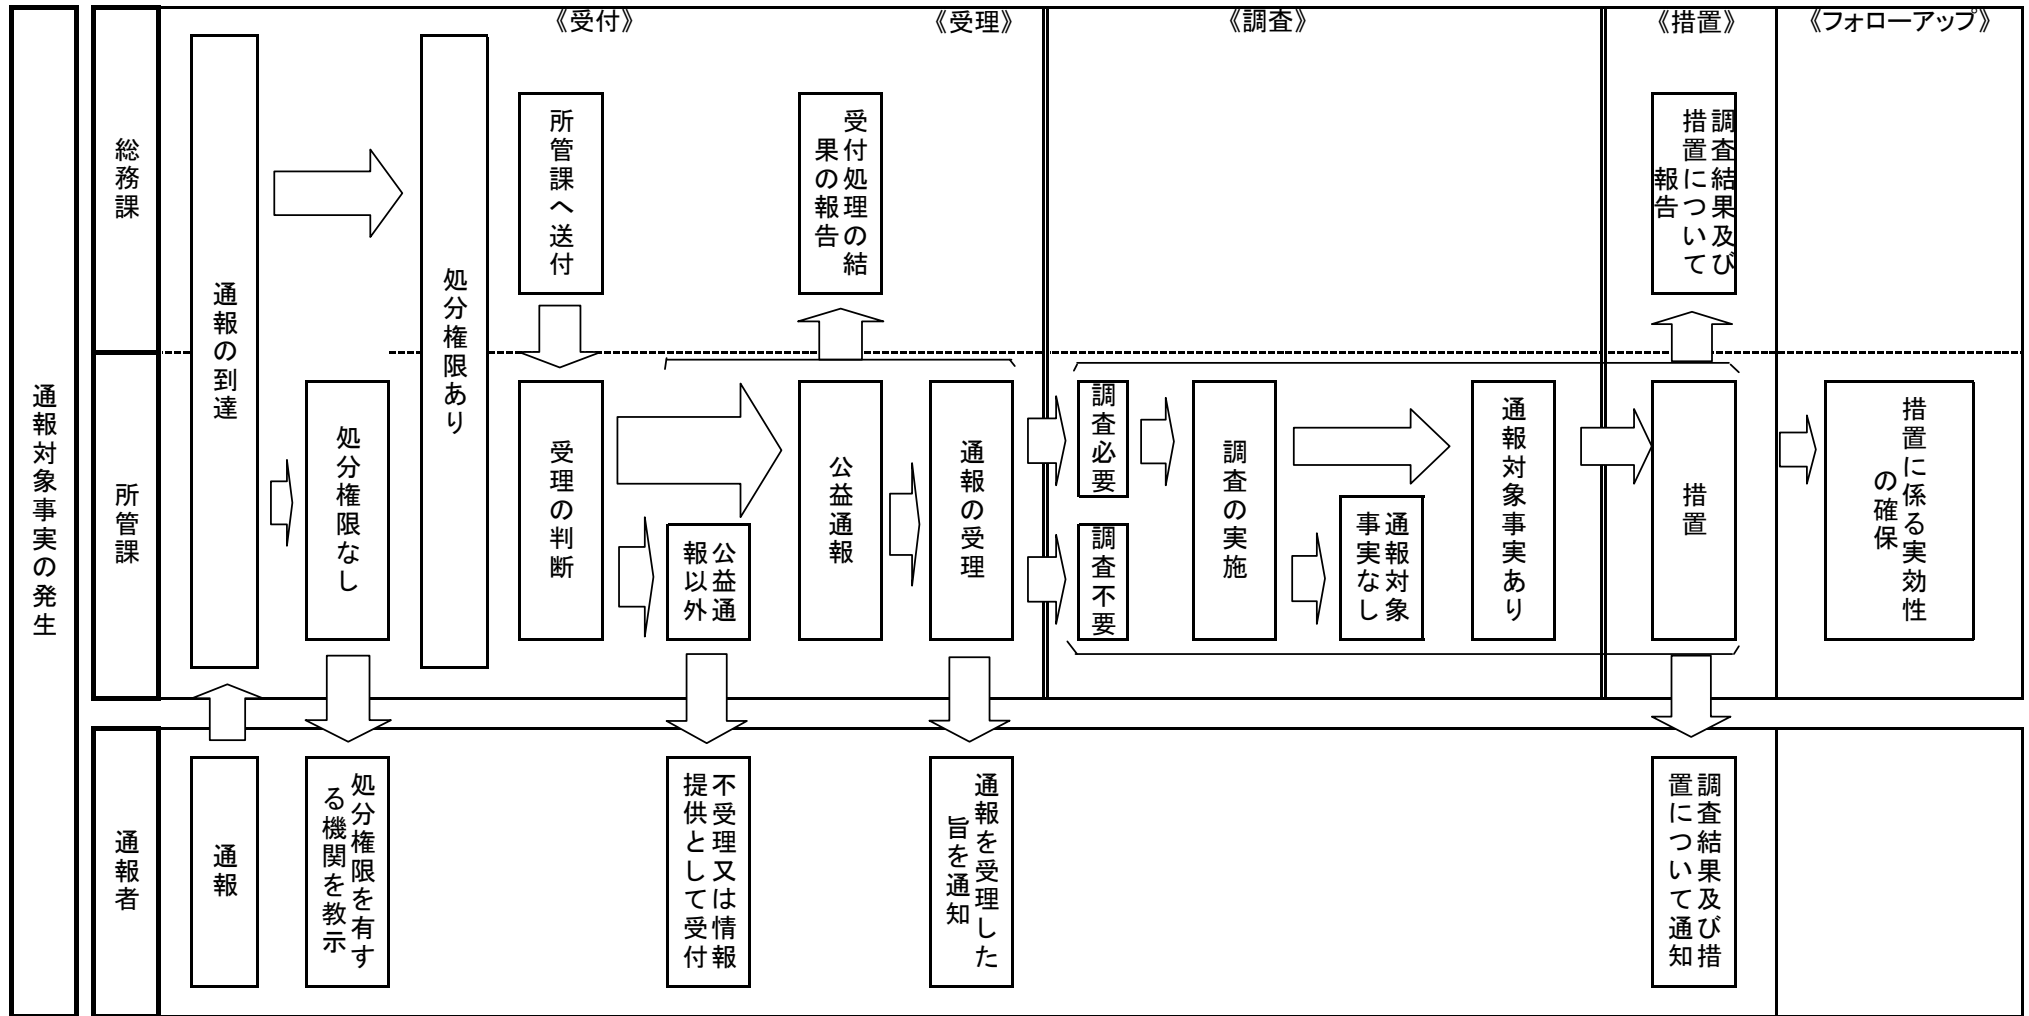 《受付》
《受理》
《調査》
《措置》
《フォローアップ》
通報対象事実の発生
総務課
所管課
通報者
通報の到達
処分権限なし
処分権限あり
所管課へ送付
受理の判断
公益通
報以外
受付処理の結
果の報告
公益通報
通報の受理
調査必要
調査不要
調査の実施
通報対象
事実なし
通報対象事実あり
調査結果及び
措置について
報告
措置
措置に係る実効性
の確保
通報
処分権限を有す
る機関を教示
不受理又は情報
提供として受付
通報を受理した
旨を通知
調査結果及び措
置について通知